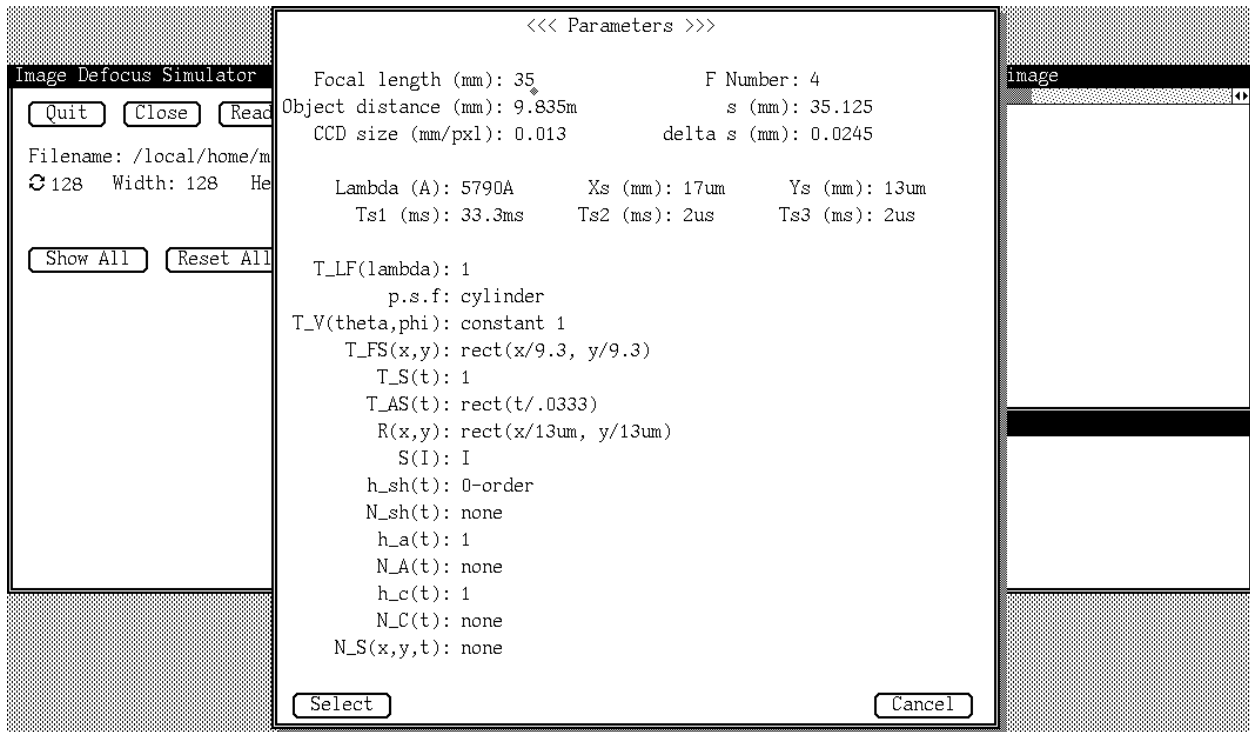 <<< Parameters >>>
Image Defocus Simulator
image
Quit Close Read
Filename: /local/home/m
128 Width: 128 He
Show All Reset All
Focal length (mm): 35 F Number: 4
Object distance (mm): 9.835m s (mm): 35.125
CCD size (mm/pxl): 0.013 delta s (mm): 0.0245
Lambda (A): 5790A Xs (mm): 17um Ys (mm): 13um
Ts1 (ms): 33.3ms Ts2 (ms): 2us Ts3 (ms): 2us
T_LF(lambda): 1
p.s.f: cylinder
T_V(theta,phi): constant 1
T_FS(x,y): rect(x/9.3, y/9.3)
T_S(t): 1
T_AS(t): rect(t/.0333)
R(x,y): rect(x/13um, y/13um)
S(I): I
h_sh(t): 0-order
N_sh(t): none
h_a(t): 1
N_A(t): none
h_c(t): 1
N_C(t): none
N_S(x,y,t): none
Select Cancel